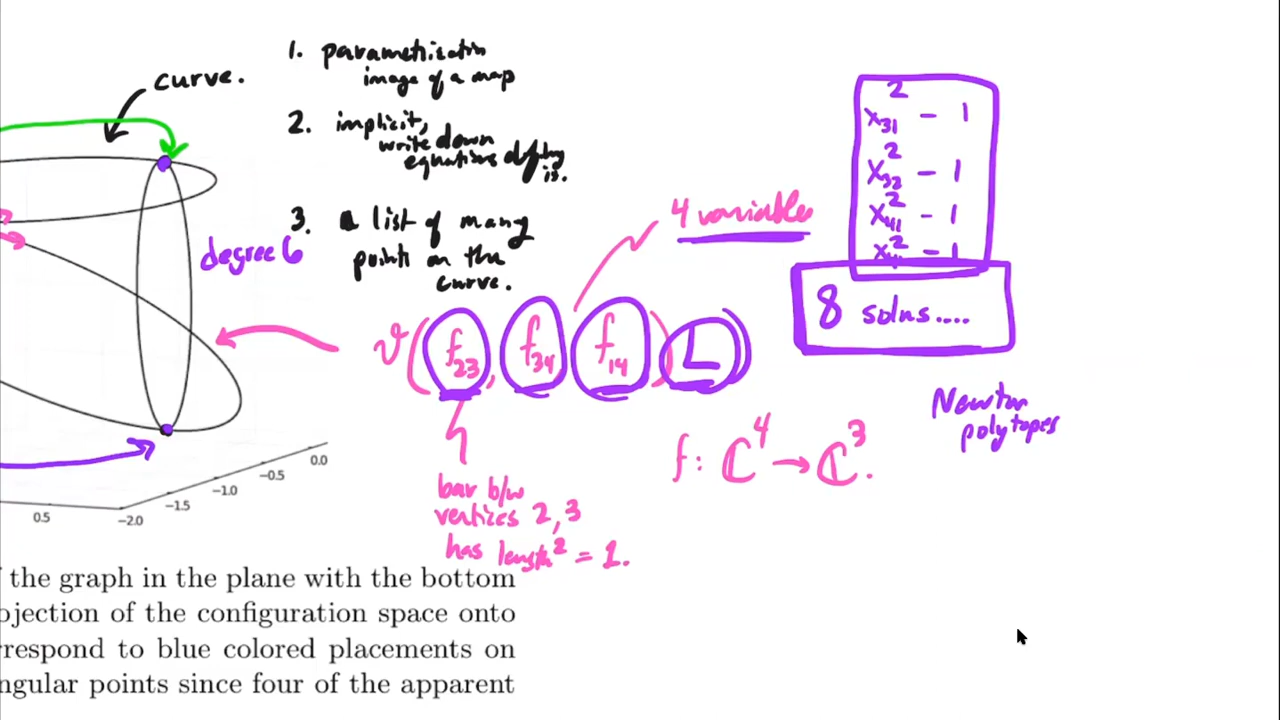 curve.
1. parametrization
image of a map
2. implicit,
write down
equations defing
it.
3. a list of many
points on the
curve.
degree 6
4 variables
x₃₁² − 1
x₃₂² − 1
x₄₁² − 1
8 solns....
𝒱(f₂₃, f₃₄, f₁₄) L)
Newton
polytopes
f: ℂ⁴ → ℂ³.
bar b/w
vertices 2, 3
has length² = 1.
0.5
-2.0
-1.5
-1.0
-0.5
0.0
f the graph in the plane with the bottom
ojection of the configuration space onto
rrespond to blue colored placements on
ngular points since four of the apparent